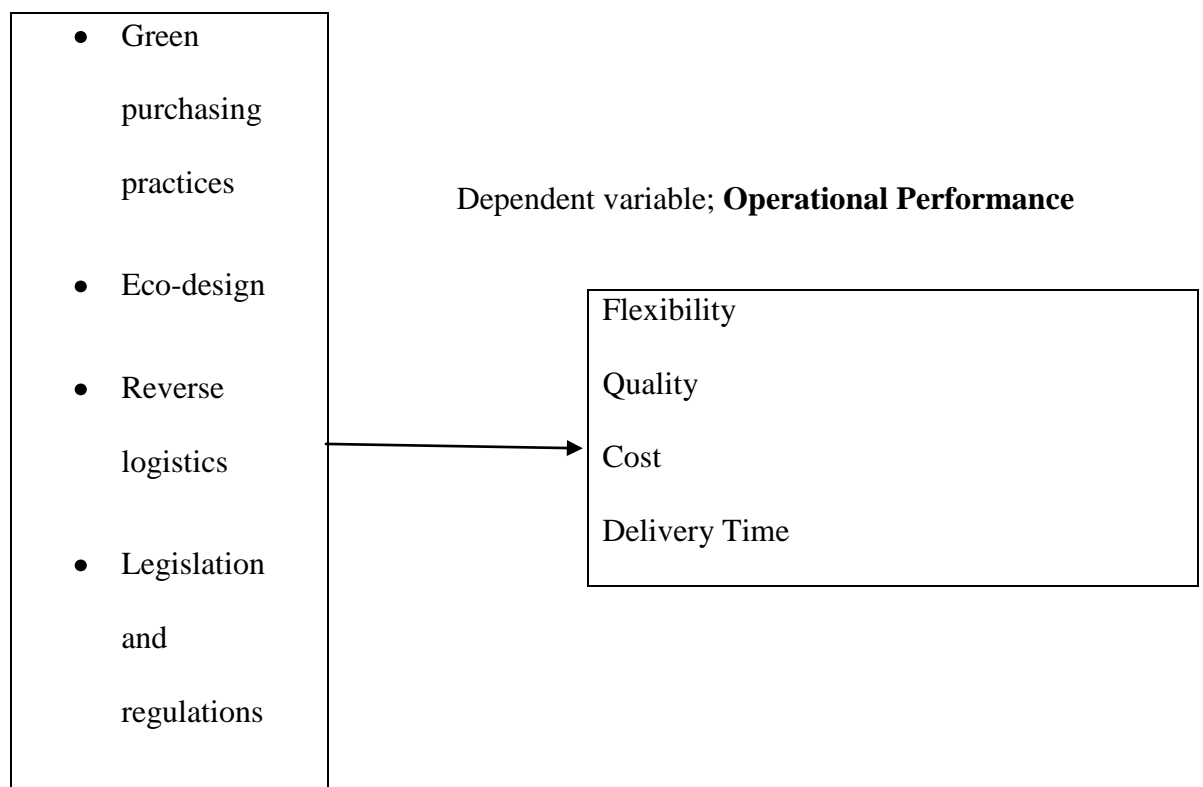 ● Green
purchasing
practices
● Eco-design
● Reverse
logistics
● Legislation
and
regulations
Dependent variable; Operational Performance
Flexibility
Quality
Cost
Delivery Time